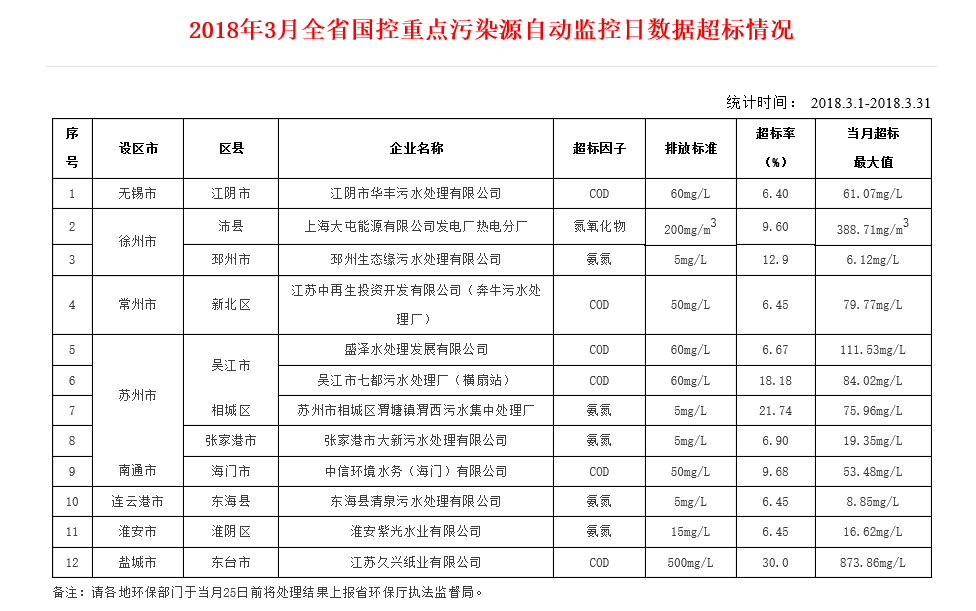 2018年3月全省国控重点污染源自动监控日数据超标情况
统计时间： 2018.3.1-2018.3.31
序号 设区市 区县 企业名称 超标因子 排放标准 超标率（%） 当月超标最大值
1 无锡市 江阴市 江阴市华丰污水处理有限公司 COD 60mg/L 6.40 61.07mg/L
2 徐州市 沛县 上海大屯能源有限公司发电厂热电分厂 氮氧化物 200mg/m3 9.60 388.71mg/m3
3 邳州市 邳州生态缘污水处理有限公司 氨氮 5mg/L 12.9 6.12mg/L
4 常州市 新北区 江苏中再生投资开发有限公司（奔牛污水处理厂） COD 50mg/L 6.45 79.77mg/L
5 苏州市 吴江市 盛泽水处理发展有限公司 COD 60mg/L 6.67 111.53mg/L
6 吴江市七都污水处理厂（横扇站） COD 60mg/L 18.18 84.02mg/L
7 相城区 苏州市相城区渭塘镇渭西污水集中处理厂 氨氮 5mg/L 21.74 75.96mg/L
8 张家港市 张家港市大新污水处理有限公司 氨氮 5mg/L 6.90 19.35mg/L
9 南通市 海门市 中信环境水务（海门）有限公司 COD 50mg/L 9.68 53.48mg/L
10 连云港市 东海县 东海县清泉污水处理有限公司 氨氮 5mg/L 6.45 8.85mg/L
11 淮安市 淮阴区 淮安紫光水业有限公司 氨氮 15mg/L 6.45 16.62mg/L
12 盐城市 东台市 江苏久兴纸业有限公司 COD 500mg/L 30.0 873.86mg/L
备注：请各地环保部门于当月25日前将处理结果上报省环保厅执法监督局。